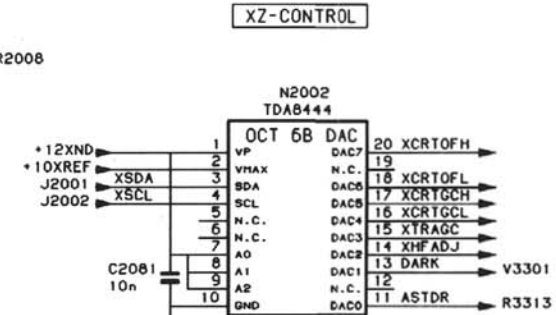 XZ-CONTROL
R2008
N2002
TDA8444
OCT 6B DAC
+12XND 1 VP DAC7 20 XCRTOFH
+10XREF 2 VMAX N.C. 19
J2001 XSDA 3 SDA DAC6 18 XCRTOFL
J2002 XSCL 4 SCL DAC5 17 XCRTGCH
5 N.C. DAC4 16 XCRTGCL
6 N.C. DAC3 15 XTRAGC
7 A0 DAC2 14 XHFADJ
C2081 8 A1 DAC1 13 DARK V3301
10n 9 A2 N.C. 12
10 GND DAC0 11 ASTDR R3313